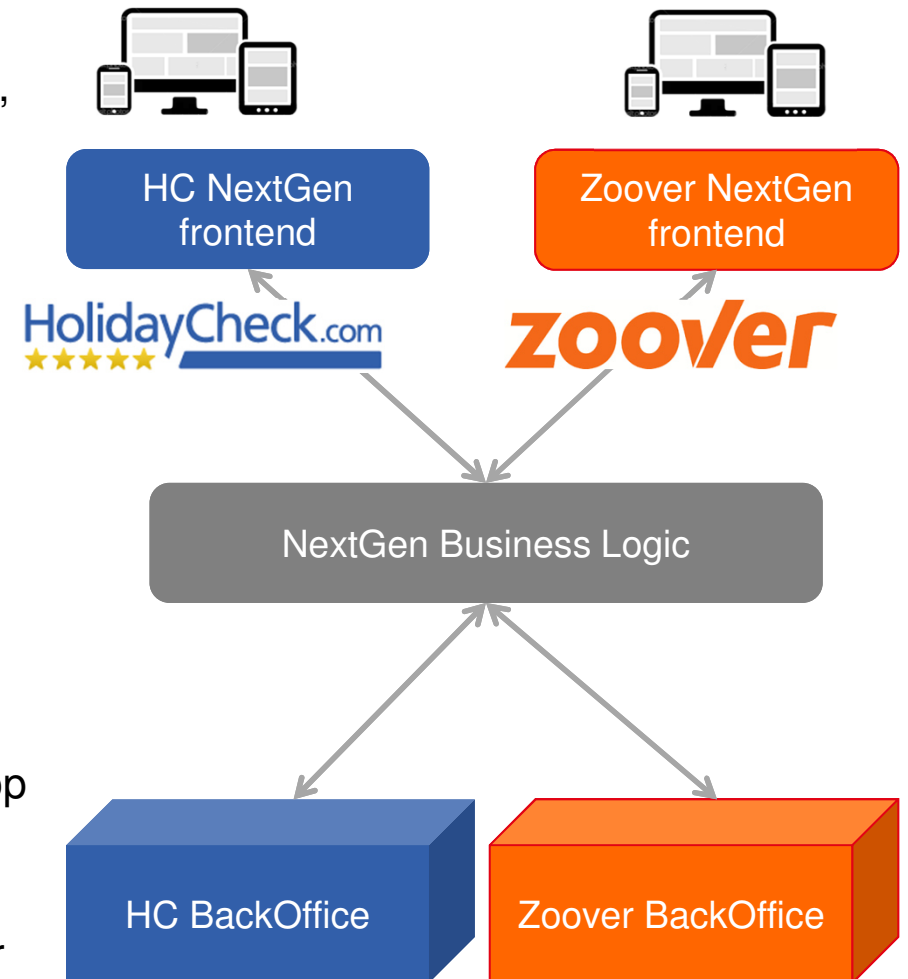 ,
HC NextGen
frontend
Zoover NextGen
frontend
HolidayCheck.com
zoover
NextGen Business Logic
HC BackOffice
Zoover BackOffice